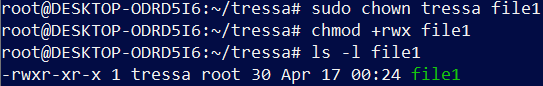 root@DESKTOP-ODRD5I6:~/tressa# sudo chown tressa file1
root@DESKTOP-ODRD5I6:~/tressa# chmod +rwx file1
root@DESKTOP-ODRD5I6:~/tressa# ls -l file1
-rwxr-xr-x 1 tressa root 30 Apr 17 00:24 file1